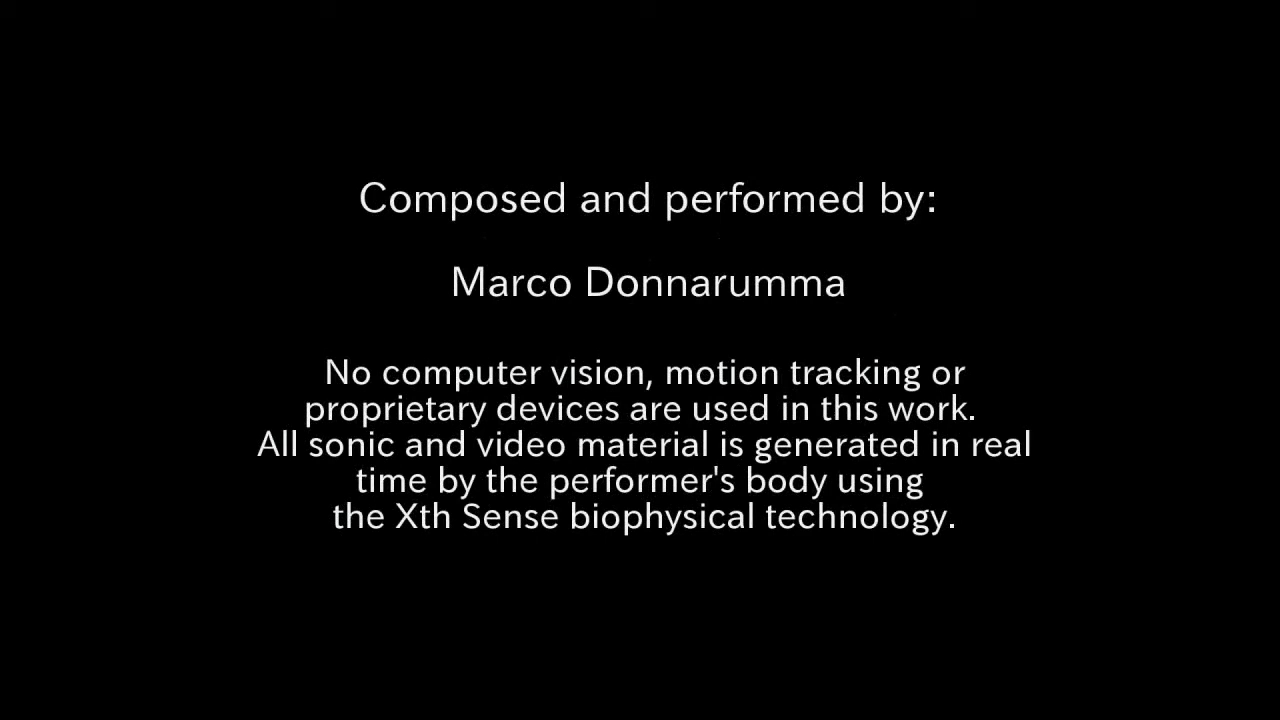 Composed and performed by:
Marco Donnarumma
No computer vision, motion tracking or
proprietary devices are used in this work.
All sonic and video material is generated in real
time by the performer's body using
the Xth Sense biophysical technology.